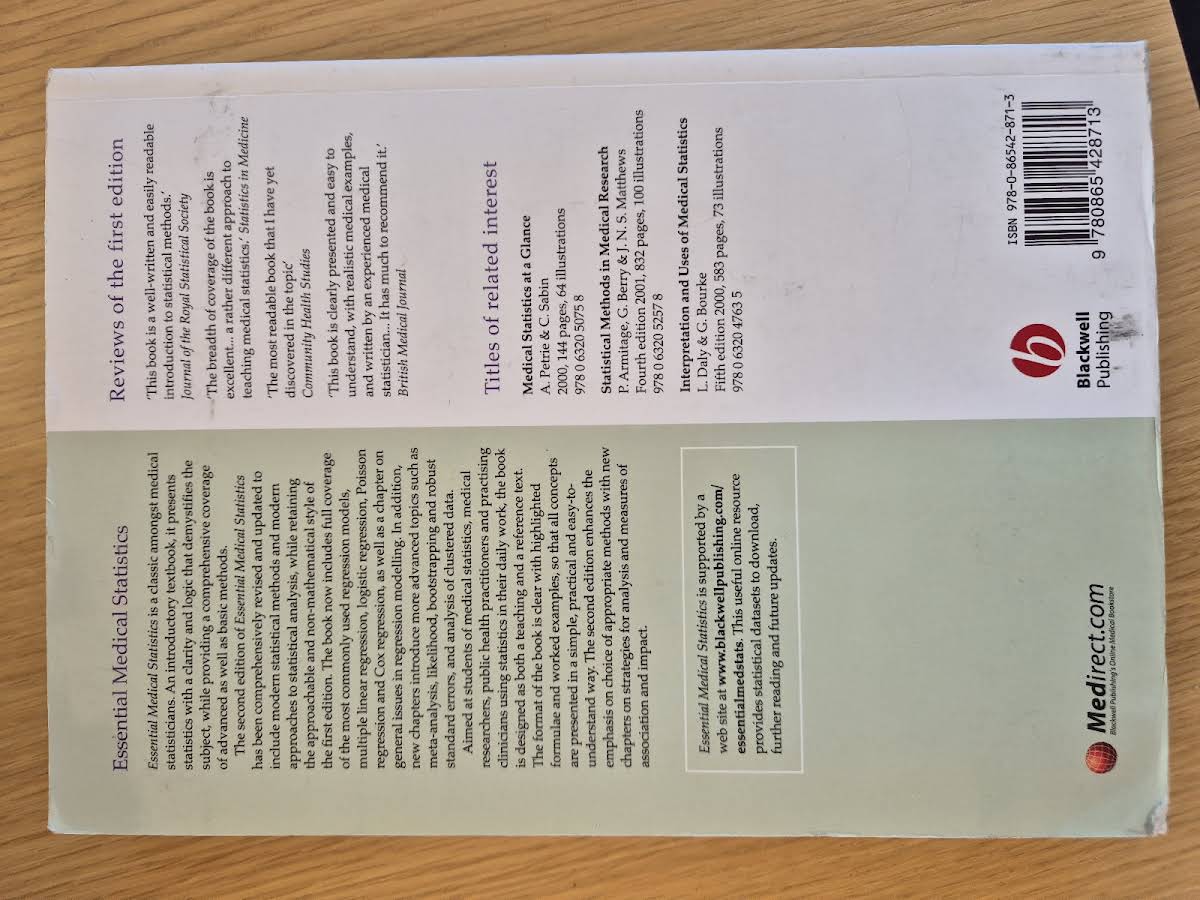 Essential Medical Statistics
Essential Medical Statistics is a classic amongst medical
statisticians. An introductory textbook, it presents
statistics with a clarity and logic that demystifies the
subject, while providing a comprehensive coverage
of advanced as well as basic methods.
The second edition of Essential Medical Statistics
has been comprehensively revised and updated to
include modern statistical methods and modern
approaches to statistical analysis, while retaining
the approachable and non-mathematical style of
the first edition. The book now includes full coverage
of the most commonly used regression models,
multiple linear regression, logistic regression, Poisson
regression and Cox regression, as well as a chapter on
general issues in regression modelling. In addition,
new chapters introduce more advanced topics such as
meta-analysis, likelihood, bootstrapping and robust
standard errors, and analysis of clustered data.
Aimed at students of medical statistics, medical
researchers, public health practitioners and practising
clinicians using statistics in their daily work, the book
is designed as both a teaching and a reference text.
The format of the book is clear with highlighted
formulae and worked examples, so that all concepts
are presented in a simple, practical and easy-to-
understand way. The second edition enhances the
emphasis on choice of appropriate methods with new
chapters on strategies for analysis and measures of
association and impact.
Essential Medical Statistics is supported by a
web site at www.blackwellpublishing.com/
essentialmedstats. This useful online resource
provides statistical datasets to download,
further reading and future updates.
Medirect.com
Blackwell Publishing's Online Medical Bookstore
Reviews of the first edition
'This book is a well-written and easily readable
introduction to statistical methods.'
Journal of the Royal Statistical Society
'The breadth of coverage of the book is
excellent... a rather different approach to
teaching medical statistics.' Statistics in Medicine
'The most readable book that I have yet
discovered in the topic'
Community Health Studies
'This book is clearly presented and easy to
understand, with realistic medical examples,
and written by an experienced medical
statistician... It has much to recommend it.'
British Medical Journal
Titles of related interest
Medical Statistics at a Glance
A. Petrie & C. Sabin
2000, 144 pages, 64 illustrations
978 0 6320 5075 8
Statistical Methods in Medical Research
P. Armitage, G. Berry & J. N. S. Matthews
Fourth edition 2001, 832 pages, 100 illustrations
978 0 6320 5257 8
Interpretation and Uses of Medical Statistics
L. Daly & G. Bourke
Fifth edition 2000, 583 pages, 73 illustrations
978 0 6320 4763 5
b
Blackwell
Publishing
ISBN 978-0-86542-871-3
9 780865 428713